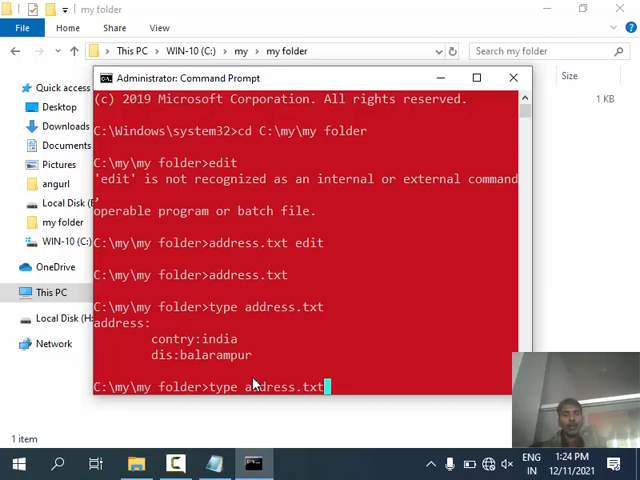 my folder
File
Home
Share
View
This PC
WIN-10 (C:)
my
my folder
Search my folder
Administrator: Command Prompt
Size
Quick access
Desktop
Downloads
Documents
Pictures
angurl
Local Disk (E
my folder
WIN-10 (C:)
OneDrive
This PC
Local Disk (E:
Network
1 KB
(c) 2019 Microsoft Corporation. All rights reserved.
C:\Windows\system32>cd C:\my\my folder
C:\my\my folder>edit
'edit' is not recognized as an internal or external command
,
operable program or batch file.
C:\my\my folder>address.txt edit
C:\my\my folder>address.txt
C:\my\my folder>type address.txt
address:
contry:india
dis:balarampur
C:\my\my folder>type address.txt
1 item
ENG
IN
1:24 PM
12/11/2021